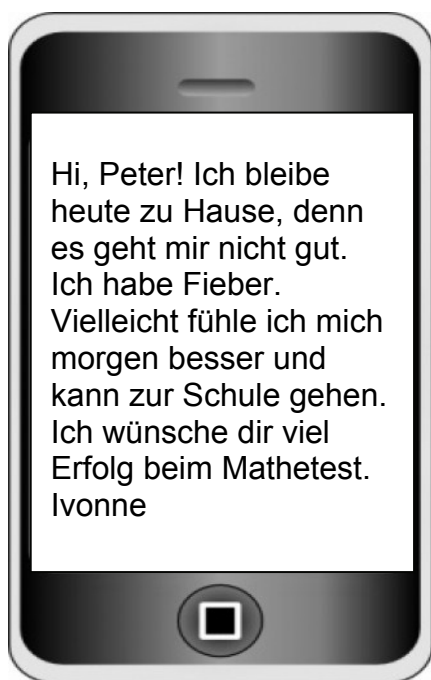 Hi, Peter! Ich bleibe
heute zu Hause, denn
es geht mir nicht gut.
Ich habe Fieber.
Vielleicht fühle ich mich
morgen besser und
kann zur Schule gehen.
Ich wünsche dir viel
Erfolg beim Mathetest.
Ivonne